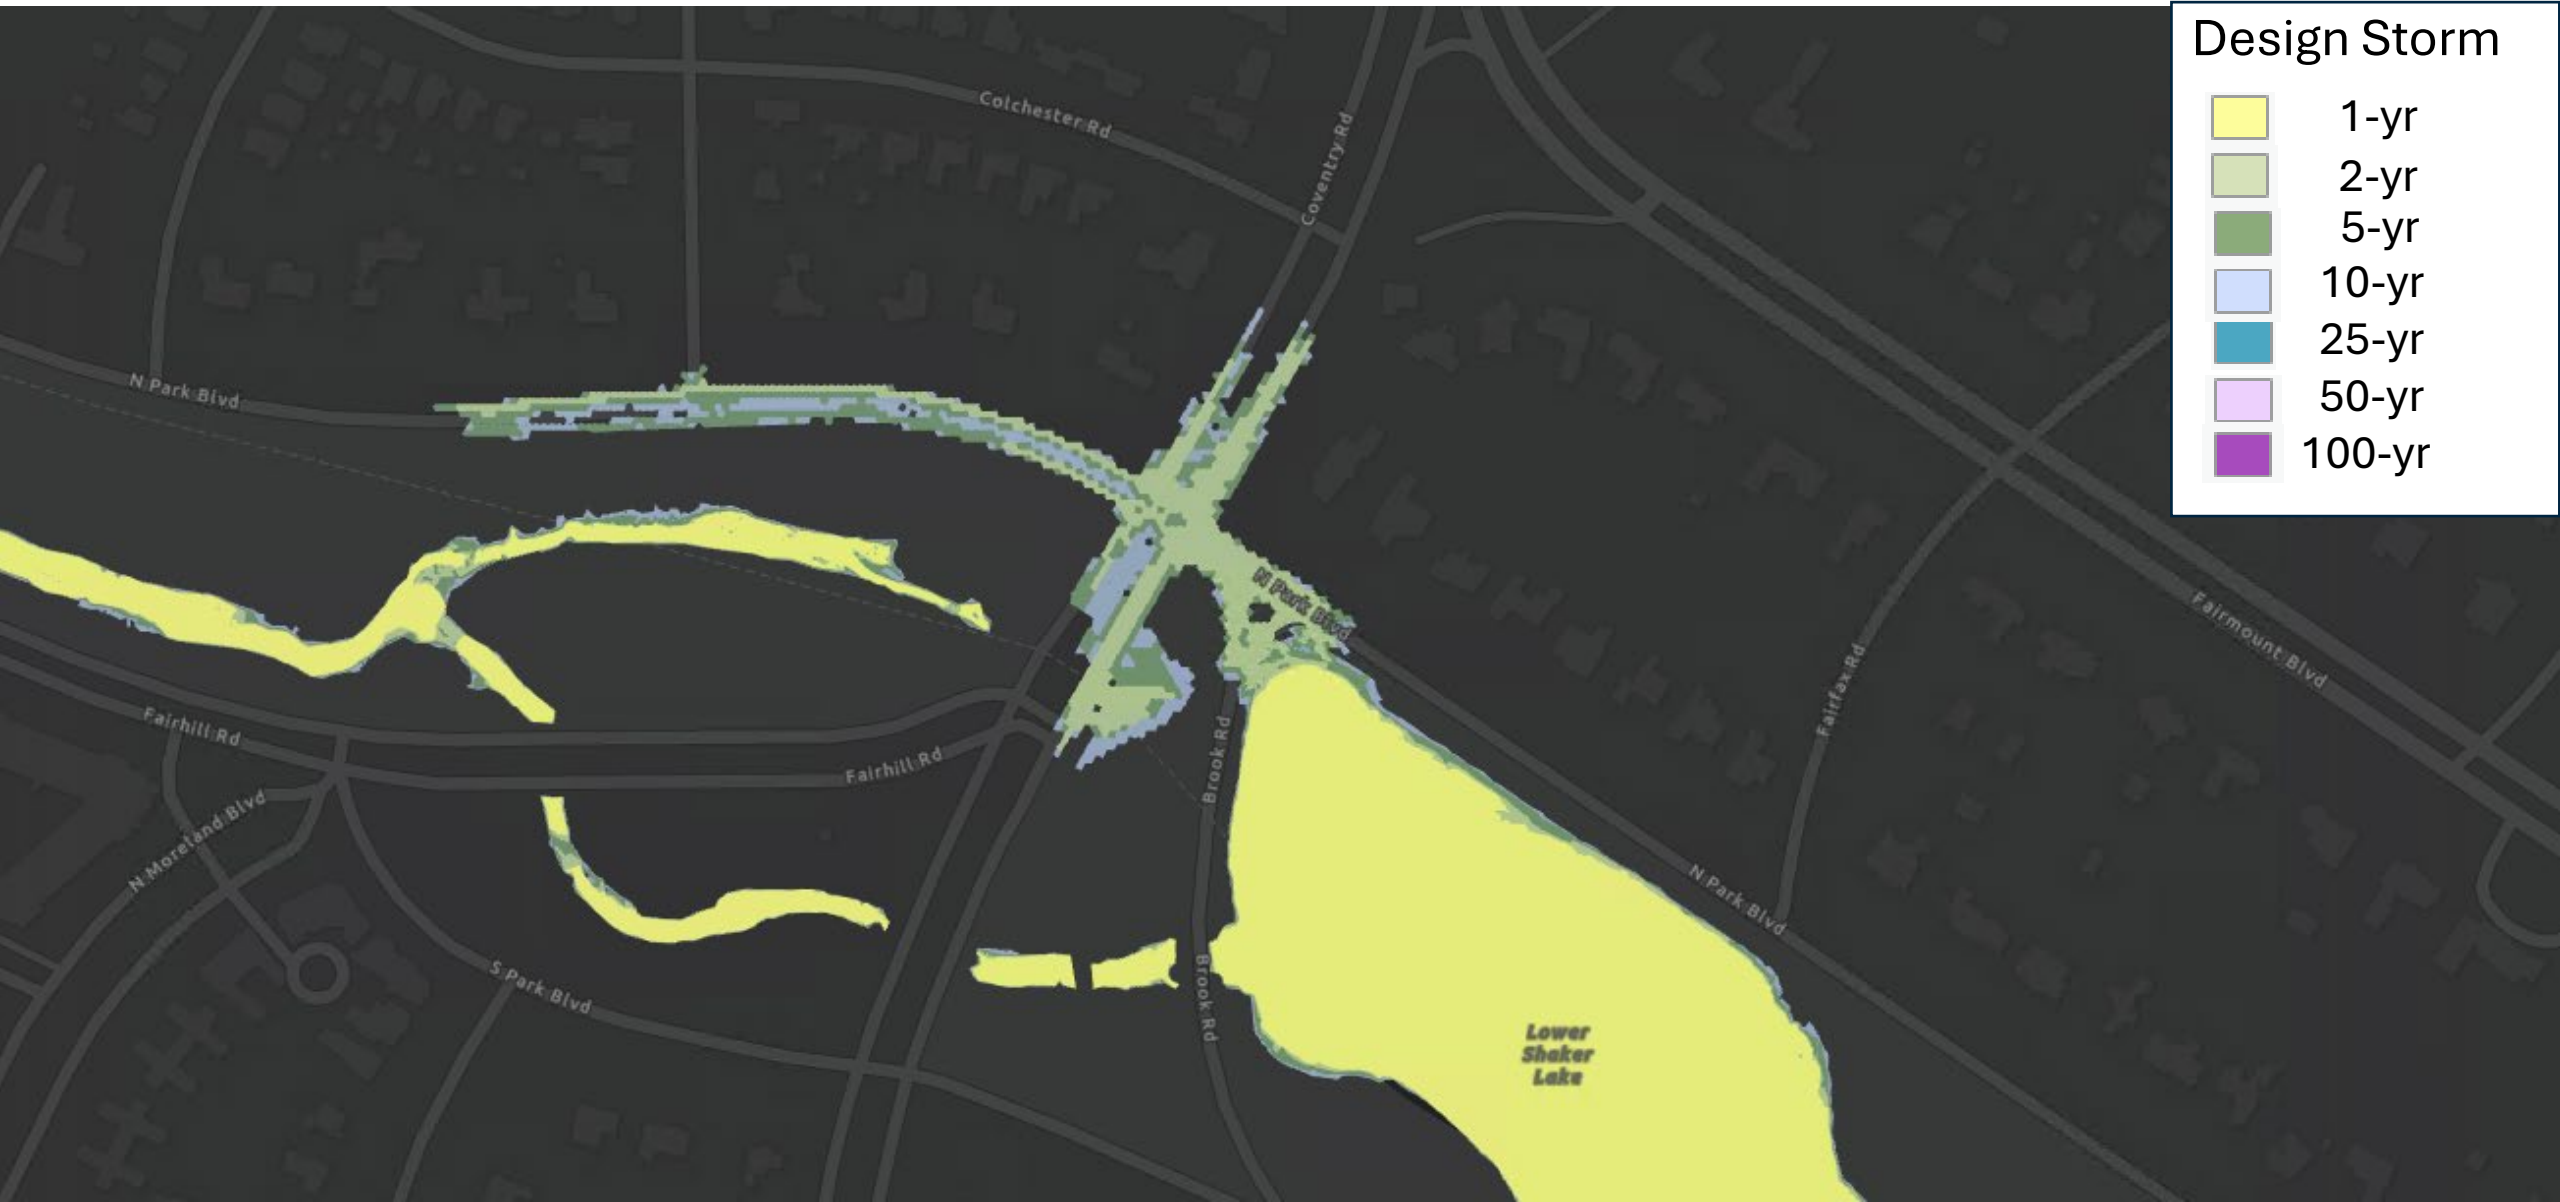 Design Storm
1-yr
2-yr
5-yr
10-yr
25-yr
50-yr
100-yr
Colchester Rd
Coventry Rd
N Park Blvd
N Park Blvd
Fairmount Blvd
Fairfax Rd
Fairhill Rd
Fairhill Rd
Brook Rd
N Moreland Blvd
N Park Blvd
S Park Blvd
Brook Rd
Lower
Shaker
Lake